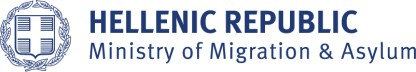 HELLENIC REPUBLIC
Ministry of Migration & Asylum